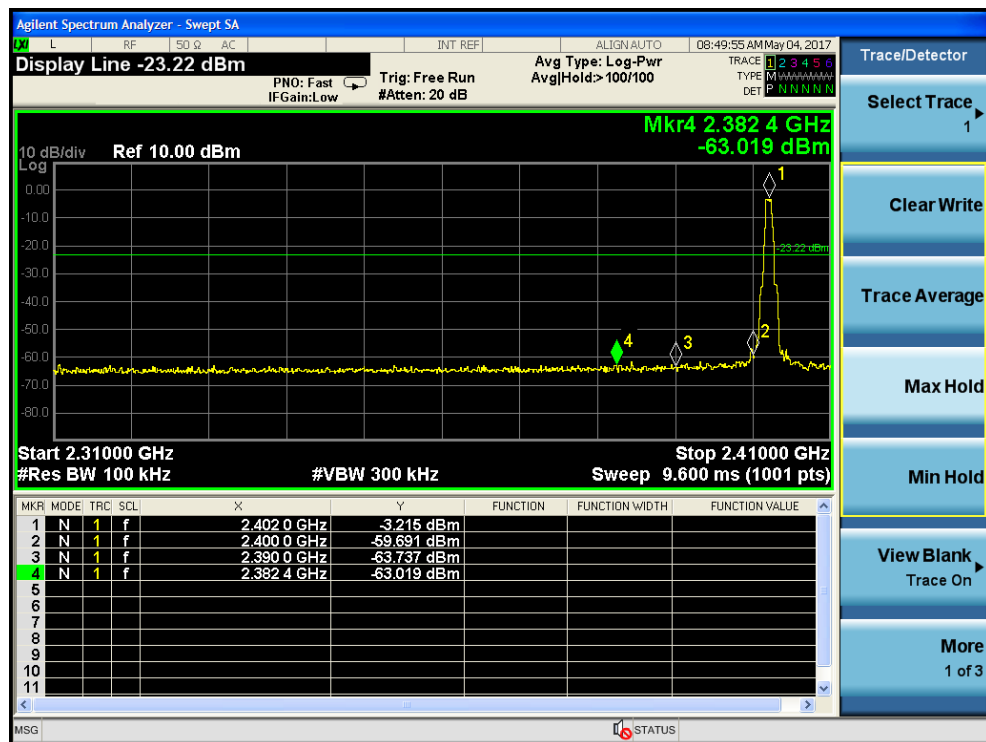 Agilent Spectrum Analyzer - Swept SA
LXI L RF 50 Ω AC INT REF ALIGN AUTO 08:49:55 AM May 04, 2017
Display Line -23.22 dBm
PNO: Fast
IFGain:Low
Trig: Free Run
#Atten: 20 dB
Avg Type: Log-Pwr
Avg|Hold:>100/100
TRACE 1 2 3 4 5 6
TYPE M WWWWW
DET P N N N N N
Mkr4 2.382 4 GHz
-63.019 dBm
10 dB/div Ref 10.00 dBm
Log
0.00
-10.0
-20.0
-30.0
-40.0
-50.0
-60.0
-70.0
-80.0
-23.22 dBm
1
2
3
4
Start 2.31000 GHz Stop 2.41000 GHz
#Res BW 100 kHz #VBW 300 kHz Sweep 9.600 ms (1001 pts)
MKR MODE TRC SCL X Y FUNCTION FUNCTION WIDTH FUNCTION VALUE
1 N 1 f 2.402 0 GHz -3.215 dBm
2 N 1 f 2.400 0 GHz -59.691 dBm
3 N 1 f 2.390 0 GHz -63.737 dBm
4 N 1 f 2.382 4 GHz -63.019 dBm
5
6
7
8
9
10
11
MSG STATUS
Trace/Detector
Select Trace
1
Clear Write
Trace Average
Max Hold
Min Hold
View Blank
Trace On
More
1 of 3